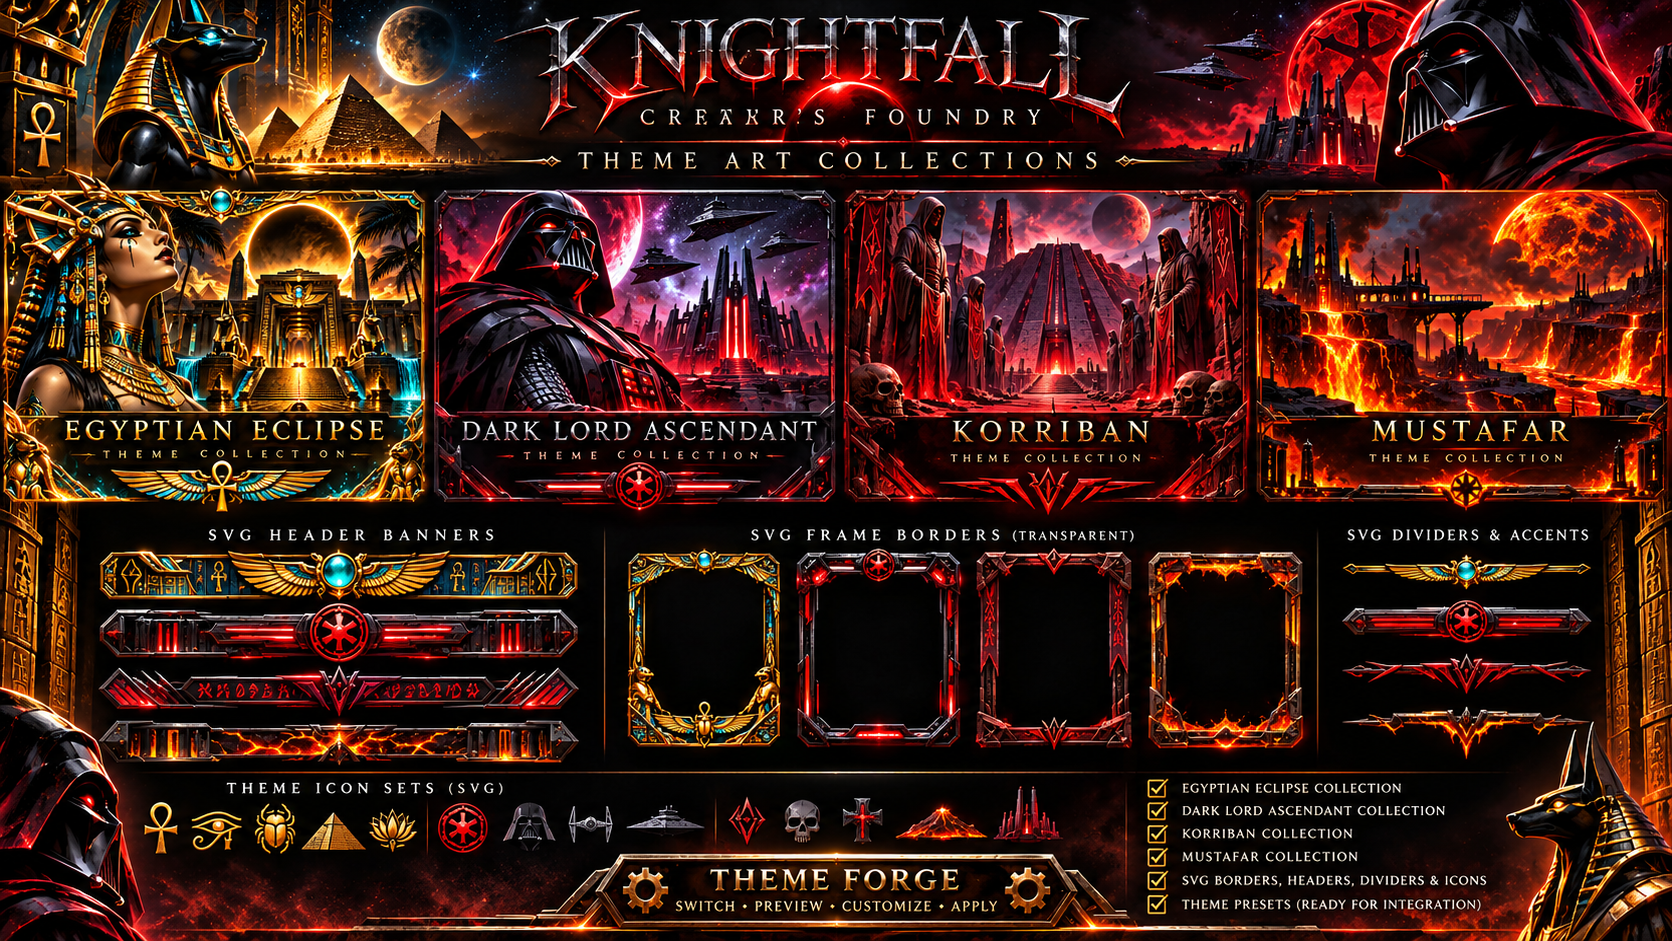 KNIGHTFALL
CREAKR'S FOUNDRY
THEME ART COLLECTIONS
EGYPTIAN ECLIPSE
THEME COLLECTION
DARK LORD ASCENDANT
THEME COLLECTION
KORRIBAN
THEME COLLECTION
MUSTAFAR
THEME COLLECTION
SVG HEADER BANNERS
SVG FRAME BORDERS (TRANSPARENT)
SVG DIVIDERS & ACCENTS
THEME ICON SETS (SVG)
EGYPTIAN ECLIPSE COLLECTION
DARK LORD ASCENDANT COLLECTION
KORRIBAN COLLECTION
MUSTAFAR COLLECTION
SVG BORDERS, HEADERS, DIVIDERS & ICONS
THEME PRESETS (READY FOR INTEGRATION)
THEME FORGE
SWITCH • PREVIEW • CUSTOMIZE • APPLY